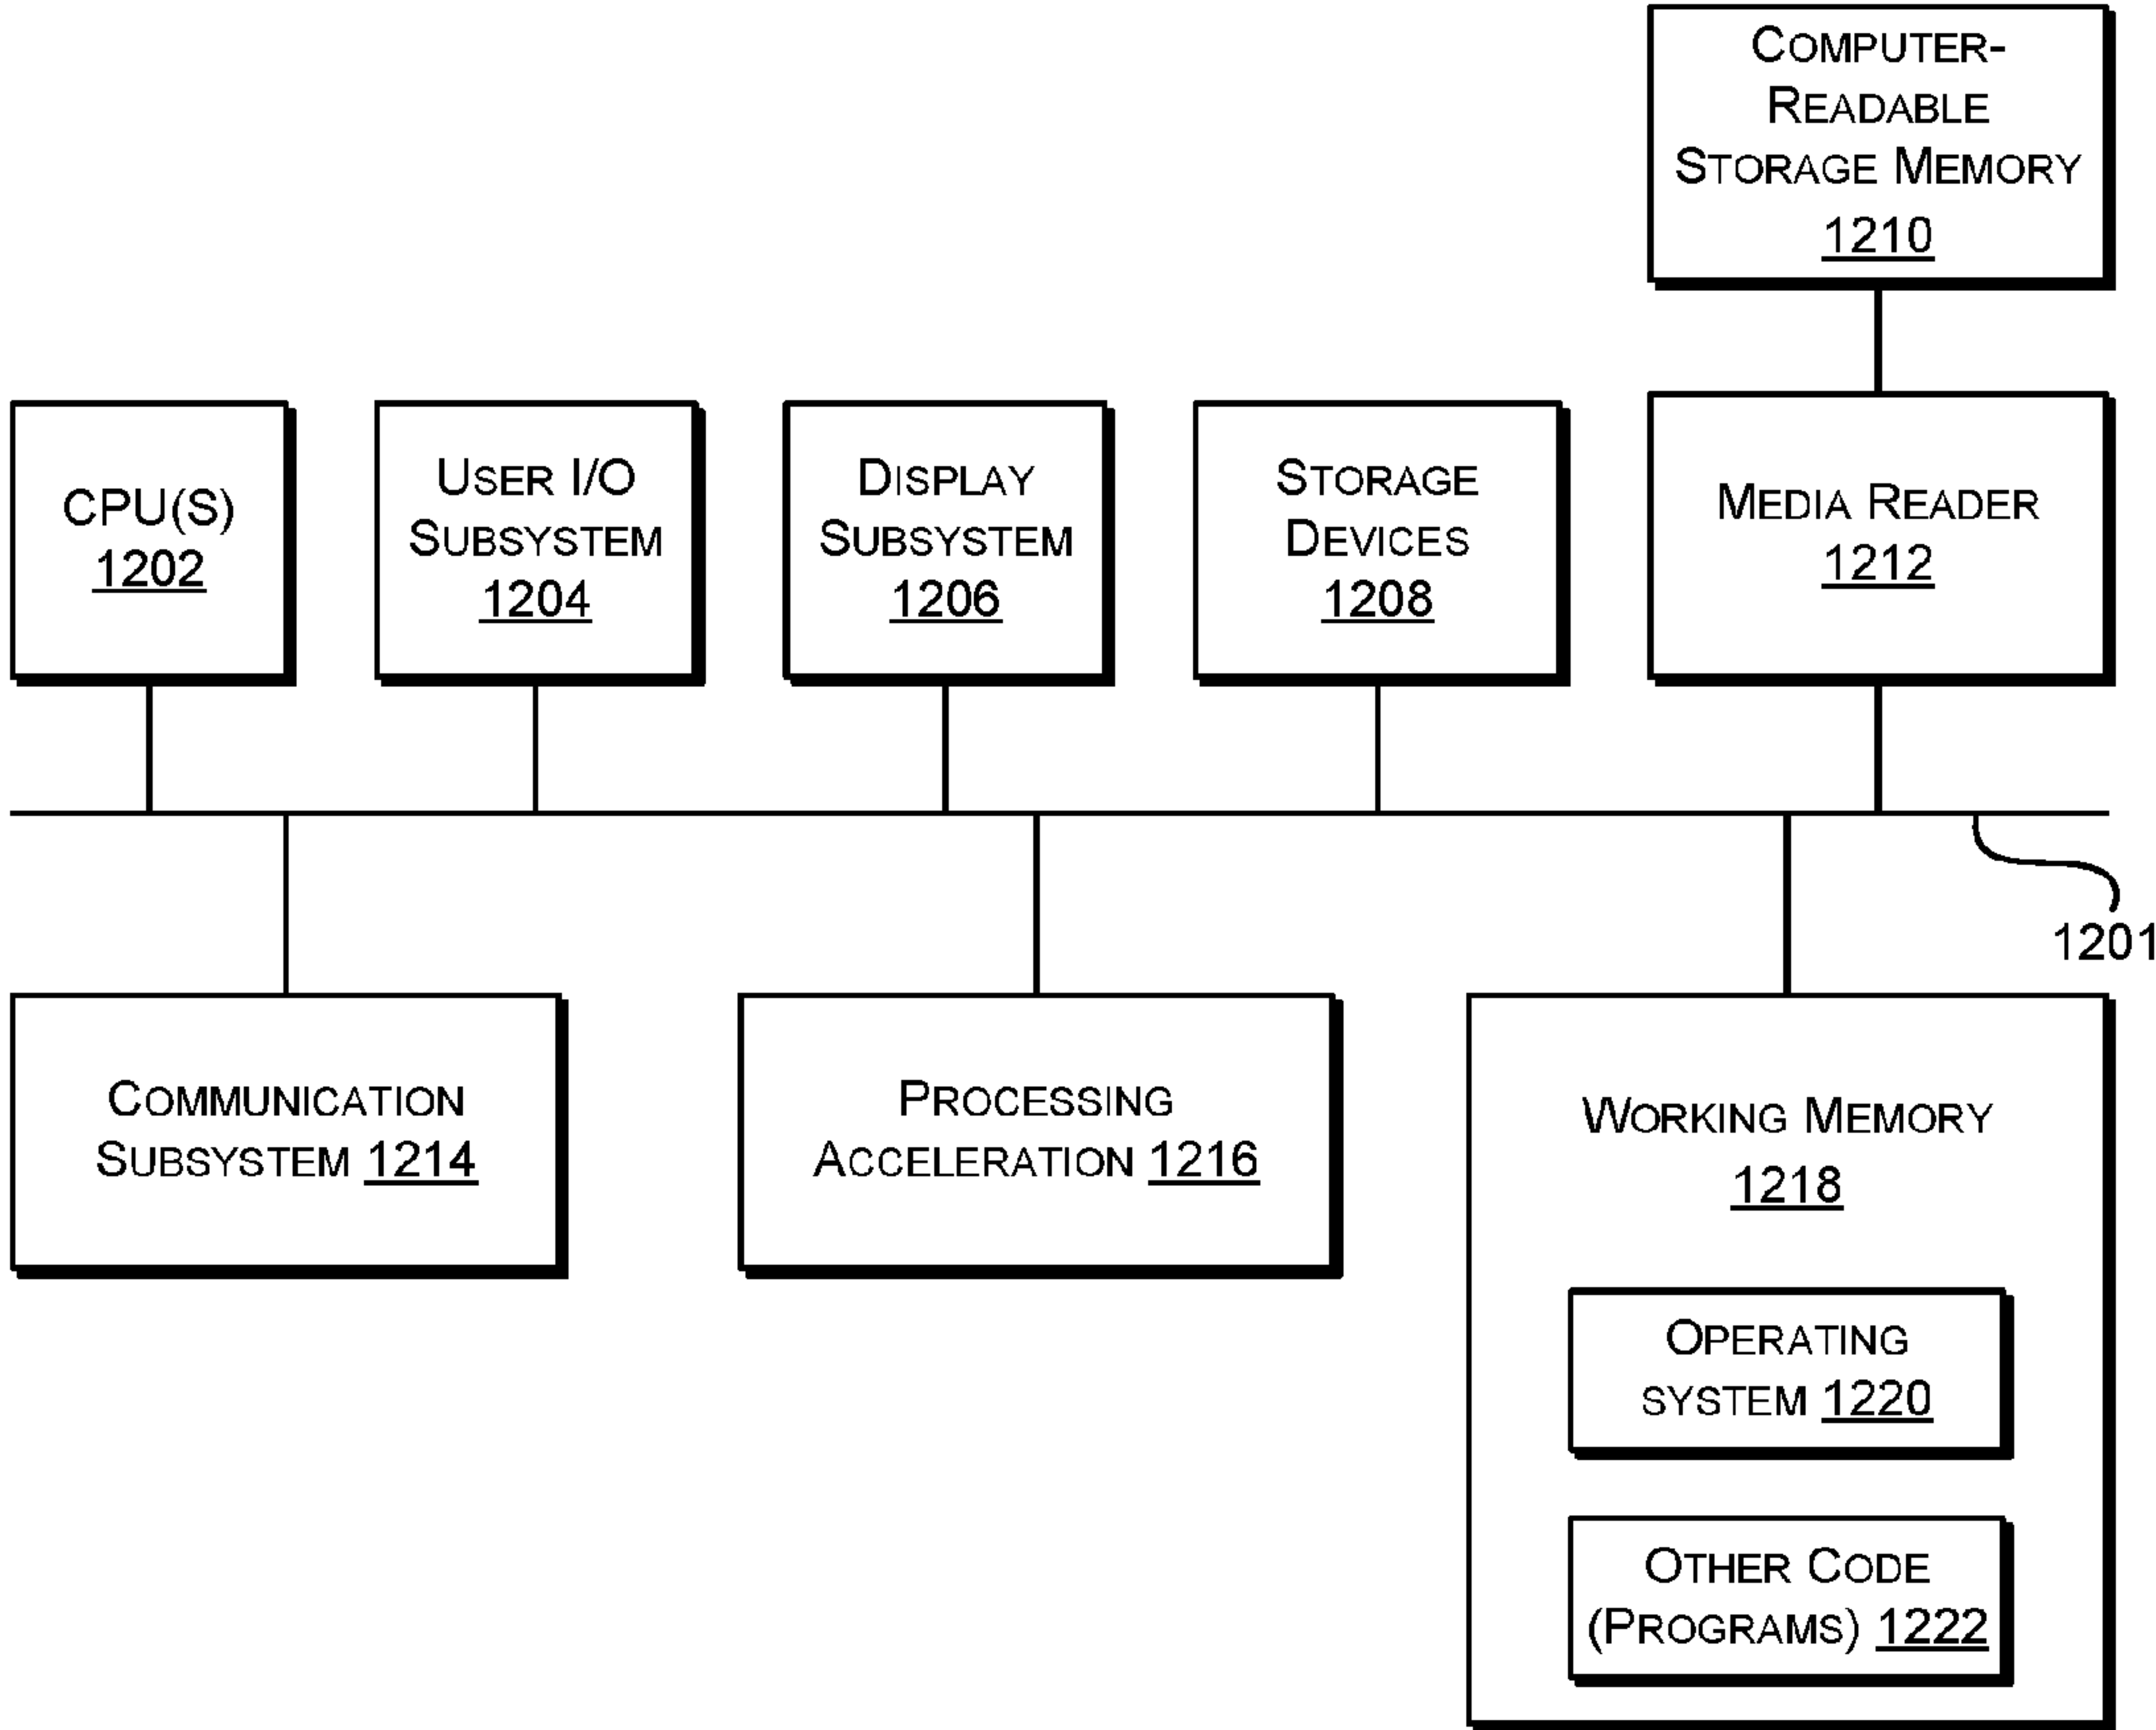 COMPUTER-
READABLE
STORAGE MEMORY
1210
CPU(S)
1202
USER I/O
SUBSYSTEM
1204
DISPLAY
SUBSYSTEM
1206
STORAGE
DEVICES
1208
MEDIA READER
1212
1201
COMMUNICATION
SUBSYSTEM 1214
PROCESSING
ACCELERATION 1216
WORKING MEMORY
1218
OPERATING
SYSTEM 1220
OTHER CODE
(PROGRAMS) 1222